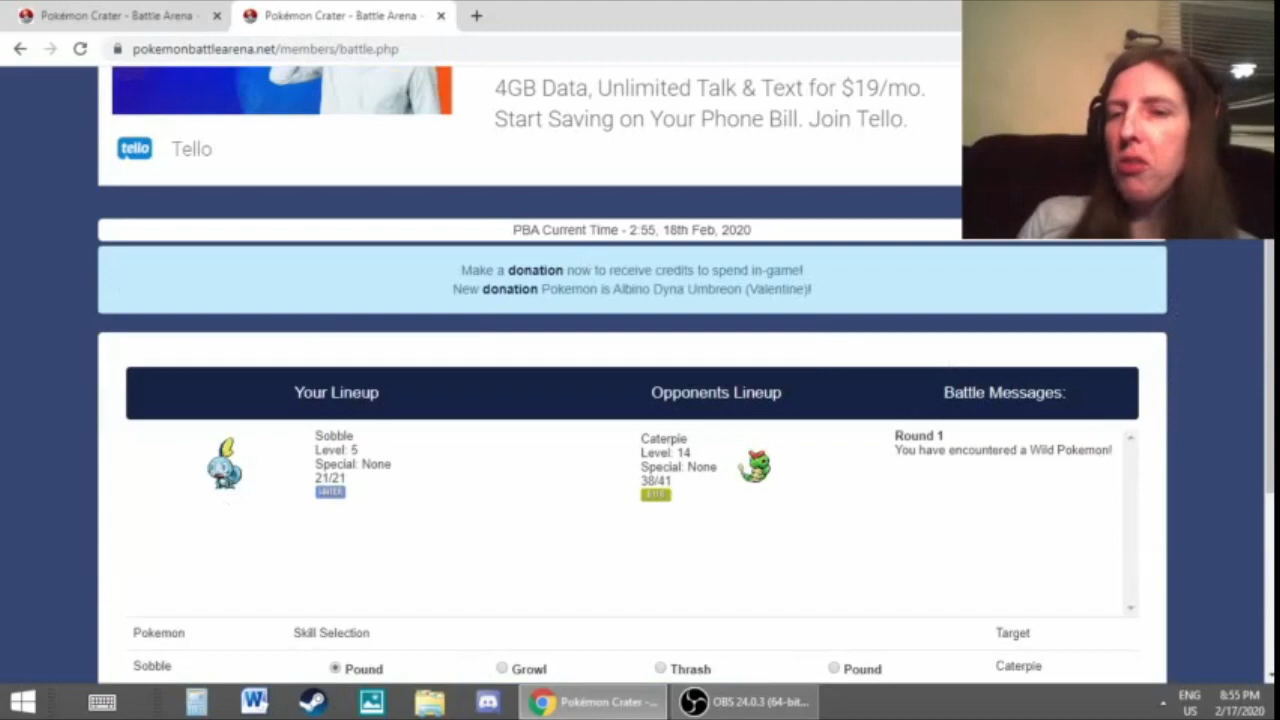 Pokémon Crater - Battle Arena
Pokémon Crater - Battle Arena
pokemonbattlearena.net/members/battle.php
4GB Data, Unlimited Talk & Text for $19/mo.
Start Saving on Your Phone Bill. Join Tello.
tello
Tello
PBA Current Time - 2:55, 18th Feb, 2020
Make a donation now to receive credits to spend in-game!
New donation Pokemon is Albino Dyna Umbreon (Valentine)!
Your Lineup
Opponents Lineup
Battle Messages:
Sobble
Level: 5
Special: None
21/21
WATER
Caterpie
Level: 14
Special: None
38/41
BUG
Round 1
You have encountered a Wild Pokemon!
Pokemon
Skill Selection
Target
Sobble
Pound
Growl
Thrash
Pound
Caterpie
Pokémon Crater -...
OBS 24.0.3 (64-bit...
ENG
US
8:55 PM
2/17/2020